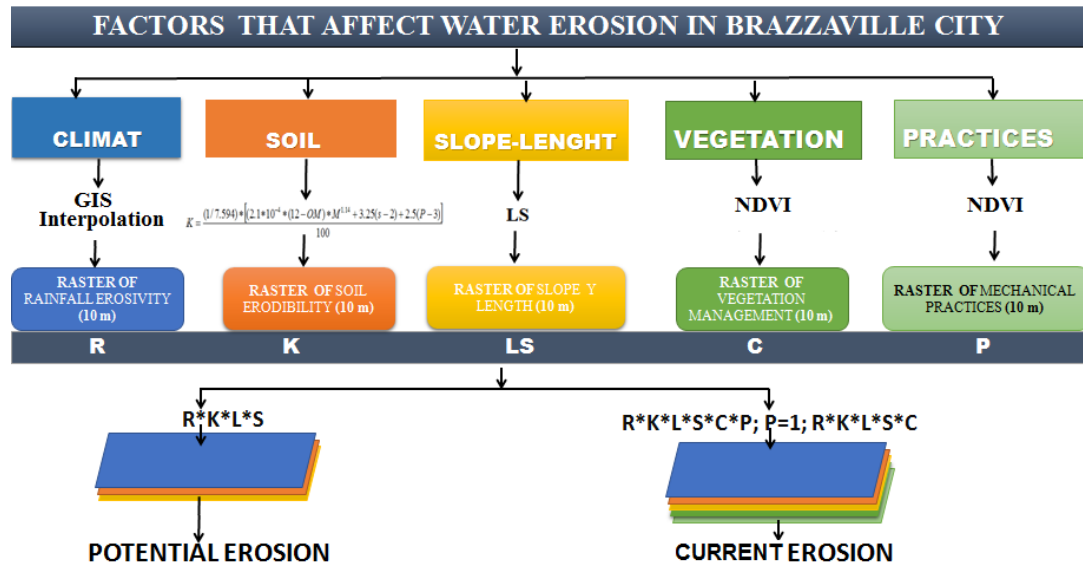 FACTORS THAT AFFECT WATER EROSION IN BRAZZAVILLE CITY
CLIMAT
SOIL
SLOPE-LENGHT
VEGETATION
PRACTICES
GIS
Interpolation
K = (1/7.594)*[(2.1*10⁻⁴*(12-OM)*M¹·¹⁴+3.25(s-2)+2.5(P-3)]
100
LS
NDVI
NDVI
RASTER OF
RAINFALL EROSIVITY
(10 m)
RASTER OF SOIL
ERODIBILITY (10 m)
RASTER OF SLOPE Y
LENGTH (10 m)
RASTER OF
VEGETATION
MANAGEMENT (10 m)
RASTER OF MECHANICAL
PRACTICES (10 m)
R
K
LS
C
P
R*K*L*S
R*K*L*S*C*P; P=1; R*K*L*S*C
POTENTIAL EROSION
CURRENT EROSION